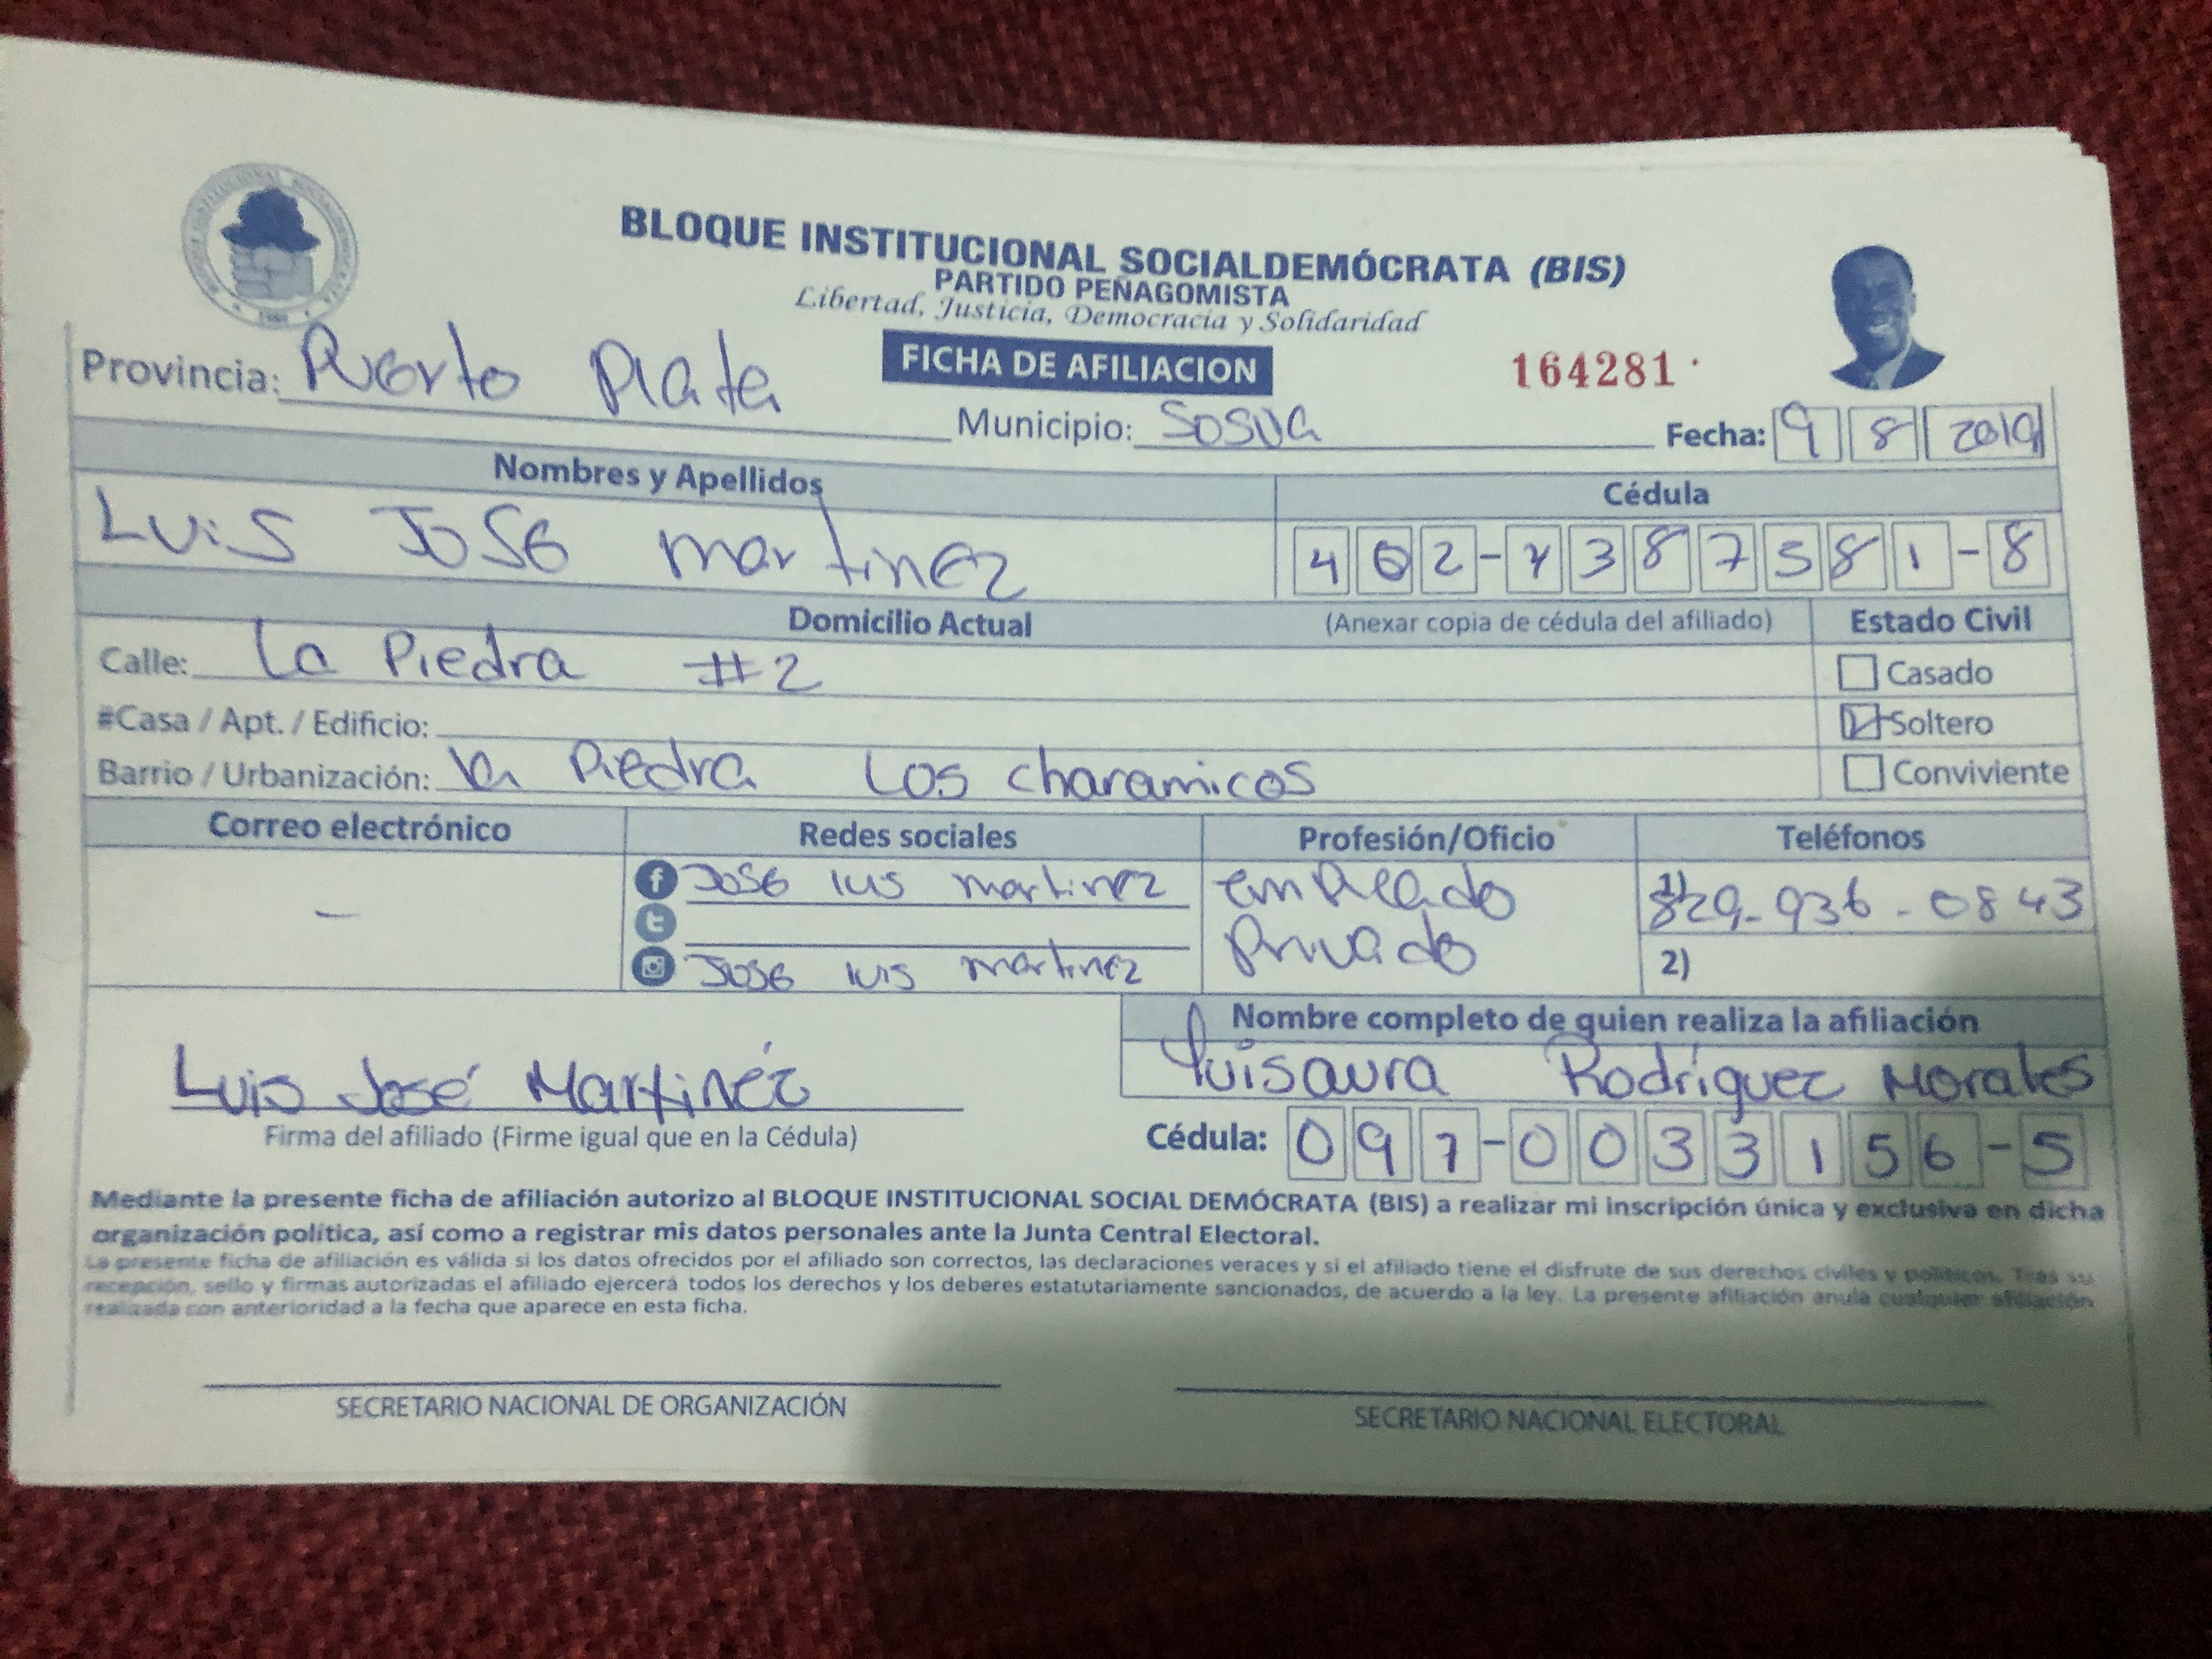 BLOQUE INSTITUCIONAL SOCIALDEMÓCRATA (BIS)
PARTIDO PEÑAGOMISTA
Libertad, Justicia, Democracia y Solidaridad
FICHA DE AFILIACION
164281
Provincia: Puerto Plata
Municipio: Sosua
Fecha: 9 8 2019
Nombres y Apellidos
Cédula
Luis Jose martinez
402-1387581-8
Domicilio Actual
(Anexar copia de cédula del afiliado)
Estado Civil
Calle: La Piedra #2
Casado
#Casa / Apt. / Edificio:
Soltero
Barrio / Urbanización: la Piedra Los charamicos
Conviviente
Correo electrónico
Redes sociales
Profesión/Oficio
Teléfonos
-
Jose luis martinez
Jose luis martinez
empleado
Privado
1) 829-936-0843
2)
Nombre completo de quien realiza la afiliación
Luisaura Rodríguez Morales
Luis José Martínez
Firma del afiliado (Firme igual que en la Cédula)
Cédula: 097-0033156-5
Mediante la presente ficha de afiliación autorizo al BLOQUE INSTITUCIONAL SOCIAL DEMÓCRATA (BIS) a realizar mi inscripción única y exclusiva en dicha
organización política, así como a registrar mis datos personales ante la Junta Central Electoral.
La presente ficha de afiliación es válida si los datos ofrecidos por el afiliado son correctos, las declaraciones veraces y si el afiliado tiene el disfrute de sus derechos civiles y políticos. Tras su
recepción, sello y firmas autorizadas el afiliado ejercerá todos los derechos y los deberes estatutariamente sancionados, de acuerdo a la ley. La presente afiliación anula cualquier afiliación
realizada con anterioridad a la fecha que aparece en esta ficha.
SECRETARIO NACIONAL DE ORGANIZACIÓN
SECRETARIO NACIONAL ELECTORAL